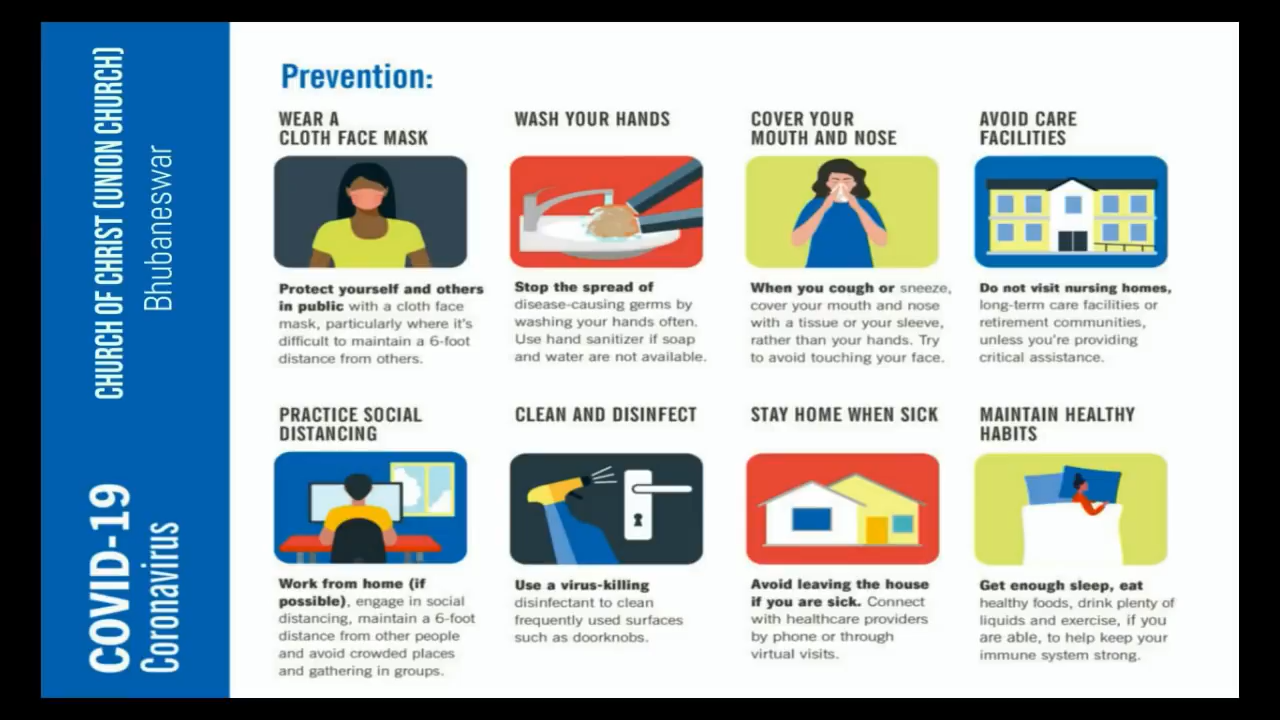 CHURCH OF CHRIST (UNION CHURCH)
Bhubaneswar
COVID-19
Coronavirus
Prevention:
WEAR A
CLOTH FACE MASK
Protect yourself and others
in public with a cloth face
mask, particularly where it's
difficult to maintain a 6-foot
distance from others.
WASH YOUR HANDS
Stop the spread of
disease-causing germs by
washing your hands often.
Use hand sanitizer if soap
and water are not available.
COVER YOUR
MOUTH AND NOSE
When you cough or sneeze,
cover your mouth and nose
with a tissue or your sleeve,
rather than your hands. Try
to avoid touching your face.
AVOID CARE
FACILITIES
Do not visit nursing homes,
long-term care facilities or
retirement communities,
unless you're providing
critical assistance.
PRACTICE SOCIAL
DISTANCING
Work from home (if
possible), engage in social
distancing, maintain a 6-foot
distance from other people
and avoid crowded places
and gathering in groups.
CLEAN AND DISINFECT
Use a virus-killing
disinfectant to clean
frequently used surfaces
such as doorknobs.
STAY HOME WHEN SICK
Avoid leaving the house
if you are sick. Connect
with healthcare providers
by phone or through
virtual visits.
MAINTAIN HEALTHY
HABITS
Get enough sleep, eat
healthy foods, drink plenty of
liquids and exercise, if you
are able, to help keep your
immune system strong.